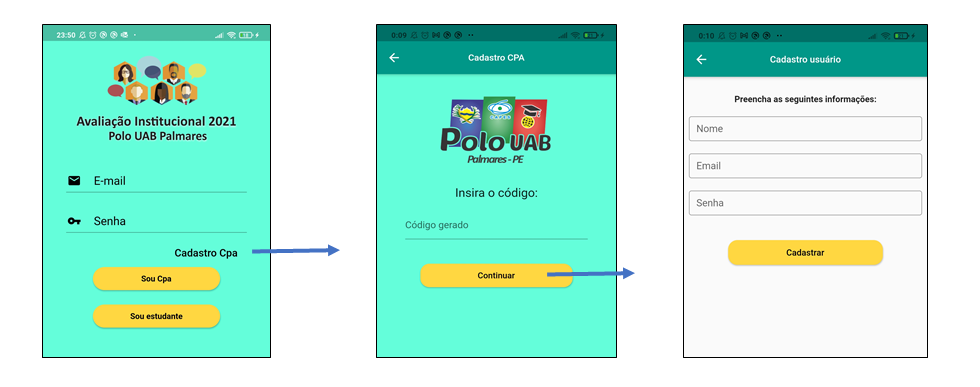 23:50
Avaliação Institucional 2021
Polo UAB Palmares
E-mail
Senha
Cadastro Cpa
Sou Cpa
Sou estudante
0:09
Cadastro CPA
Polo UAB
Palmares - PE
Insira o código:
Código gerado
Continuar
0:10
Cadastro usuário
Preencha as seguintes informações:
Nome
Email
Senha
Cadastrar